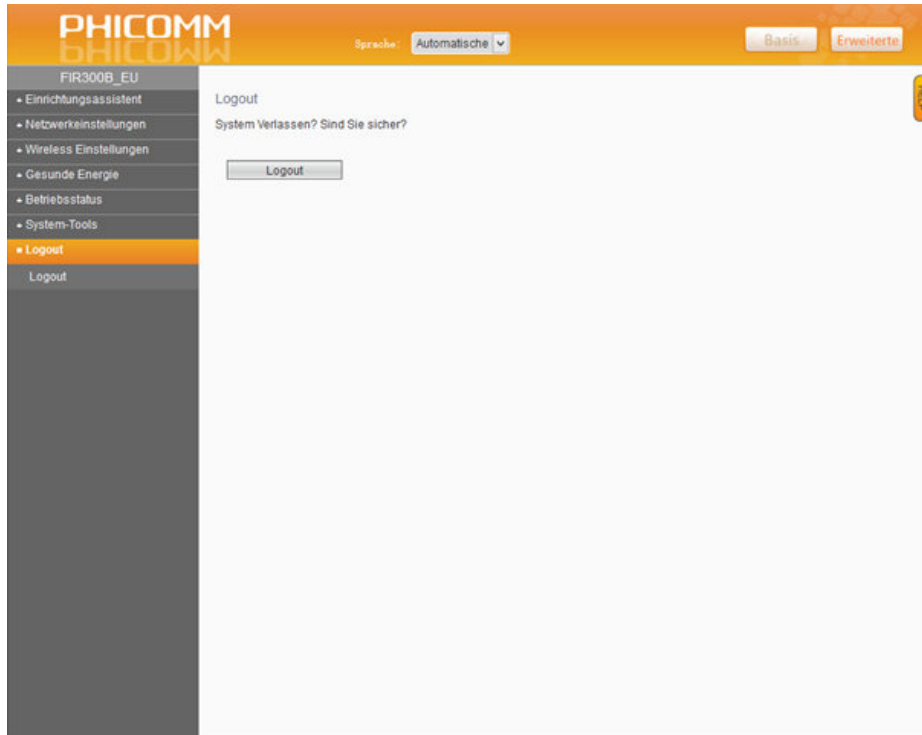 PHICOMM
Sprache: Automatische
Basis Erweiterte
FIR300B_EU
Einrichtungsassistent
Netzwerkeinstellungen
Wireless Einstellungen
Gesunde Energie
Betriebsstatus
System-Tools
Logout
Logout
Logout
System Verlassen? Sind Sie sicher?
Logout